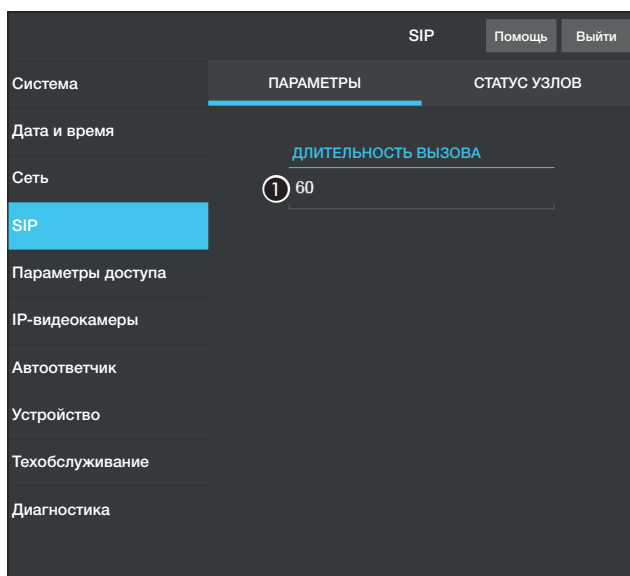 SIP
Помощь
Выйти
Система
ПАРАМЕТРЫ
СТАТУС УЗЛОВ
Дата и время
ДЛИТЕЛЬНОСТЬ ВЫЗОВА
Сеть
1 60
SIP
Параметры доступа
IP-видеокамеры
Автоответчик
Устройство
Техобслуживание
Диагностика